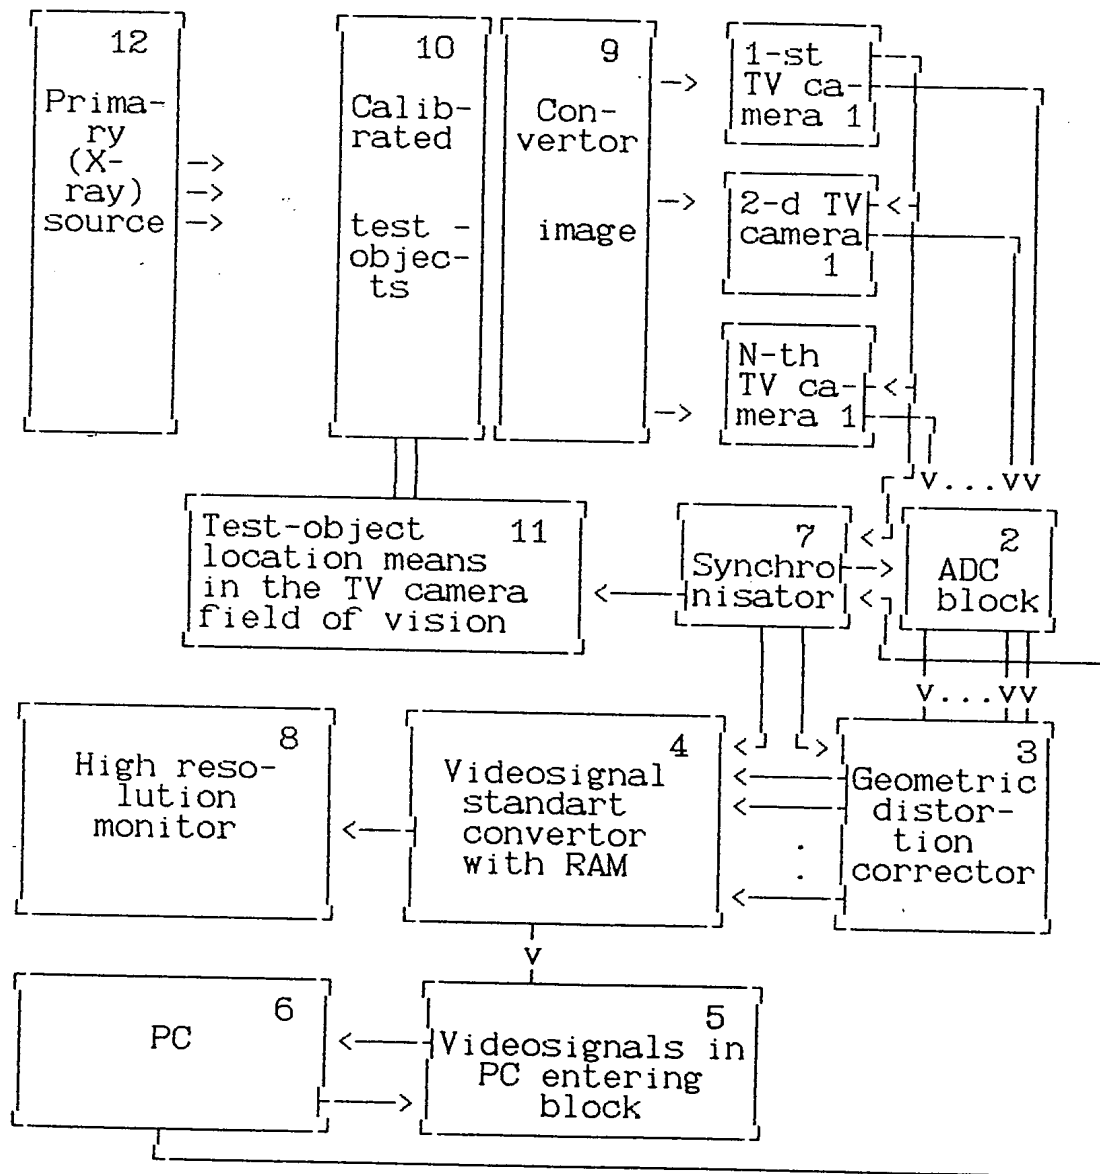 12
Prima-
ry
(X-
ray)
source
10
Calib-
rated
test -
objec-
ts
9
Con-
vertor
image
1-st
TV ca-
mera 1
2-d TV
camera
1
N-th
TV ca-
mera 1
v...vv
Test-object 11
location means
in the TV camera
field of vision
7
Synchro
nisator
2
ADC
block
v...vv
8
High reso-
lution
monitor
4
Videosignal
standart
convertor
with RAM
3
Geometric
distor-
tion
corrector
v
6
PC
5
Videosignals in
PC entering
block